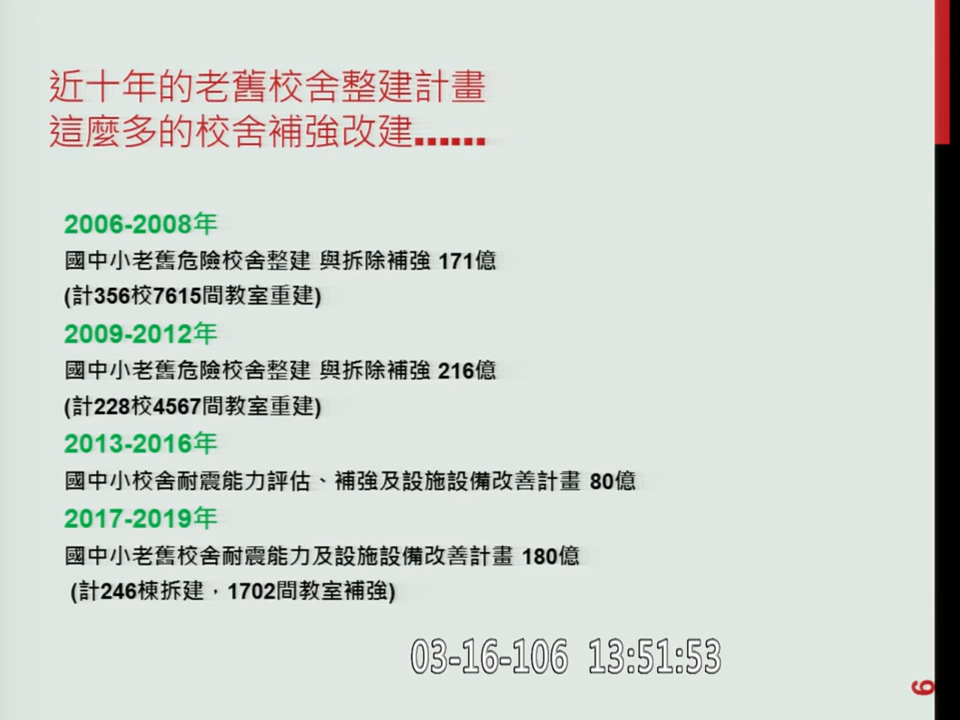 近十年的老舊校舍整建計畫
這麼多的校舍補強改建......
2006-2008年
國中小老舊危險校舍整建 與拆除補強 171億
(計356校7615間教室重建)
2009-2012年
國中小老舊危險校舍整建 與拆除補強 216億
(計228校4567間教室重建)
2013-2016年
國中小校舍耐震能力評估、補強及設施設備改善計畫 80億
2017-2019年
國中小老舊校舍耐震能力及設施設備改善計畫 180億
(計246棟拆建，1702間教室補強)
03-16-106 13:51:53
9